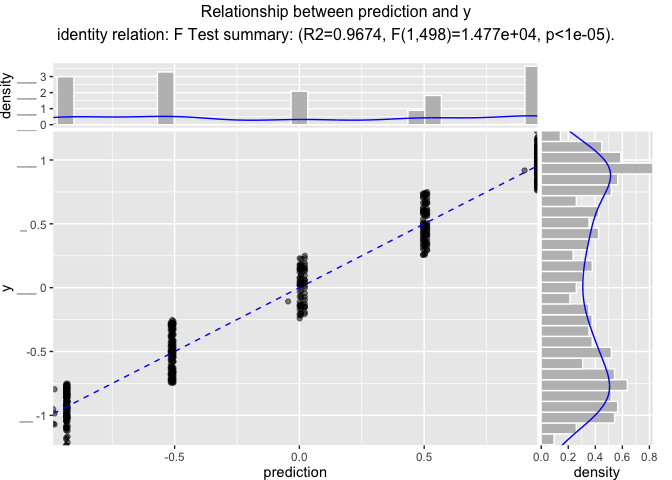 Relationship between prediction and y
identity relation: F Test summary: (R2=0.9674, F(1,498)=1.477e+04, p<1e-05).
density
3
2
1
0
y
1
0.5
0
-0.5
-1
-0.5
0.0
0.5
prediction
0.0 0.2 0.4 0.6 0.8
density